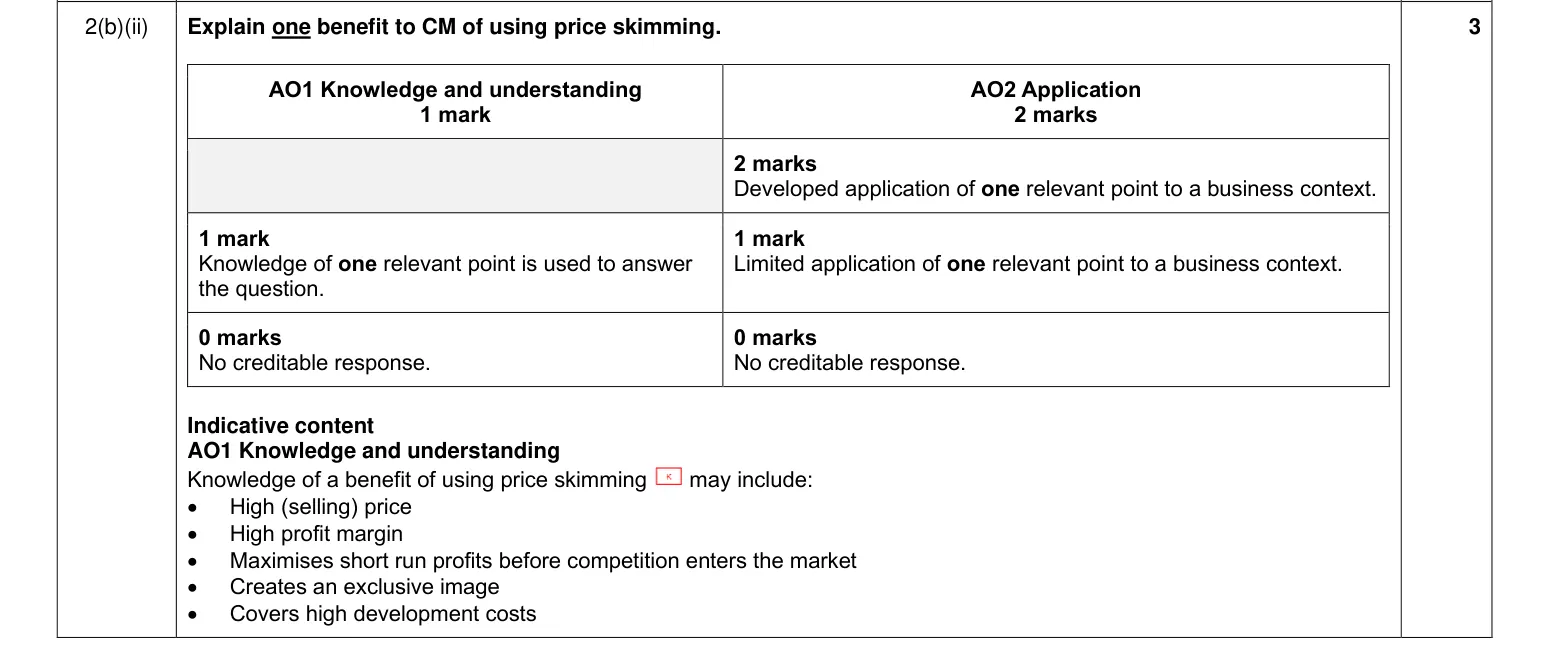 2(b)(ii) Explain one benefit to CM of using price skimming. 3
AO1 Knowledge and understanding
1 mark
AO2 Application
2 marks
2 marks
Developed application of one relevant point to a business context.
1 mark
Knowledge of one relevant point is used to answer
the question.
1 mark
Limited application of one relevant point to a business context.
0 marks
No creditable response.
0 marks
No creditable response.
Indicative content
AO1 Knowledge and understanding
Knowledge of a benefit of using price skimming K may include:
• High (selling) price
• High profit margin
• Maximises short run profits before competition enters the market
• Creates an exclusive image
• Covers high development costs